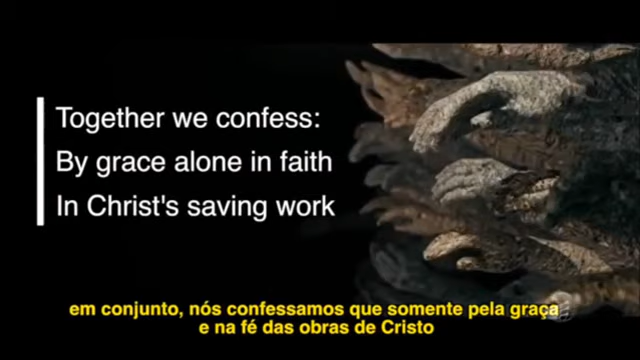 Together we confess:
By grace alone in faith
In Christ's saving work
em conjunto, nós confessamos que somente pela graça
e na fé das obras de Cristo